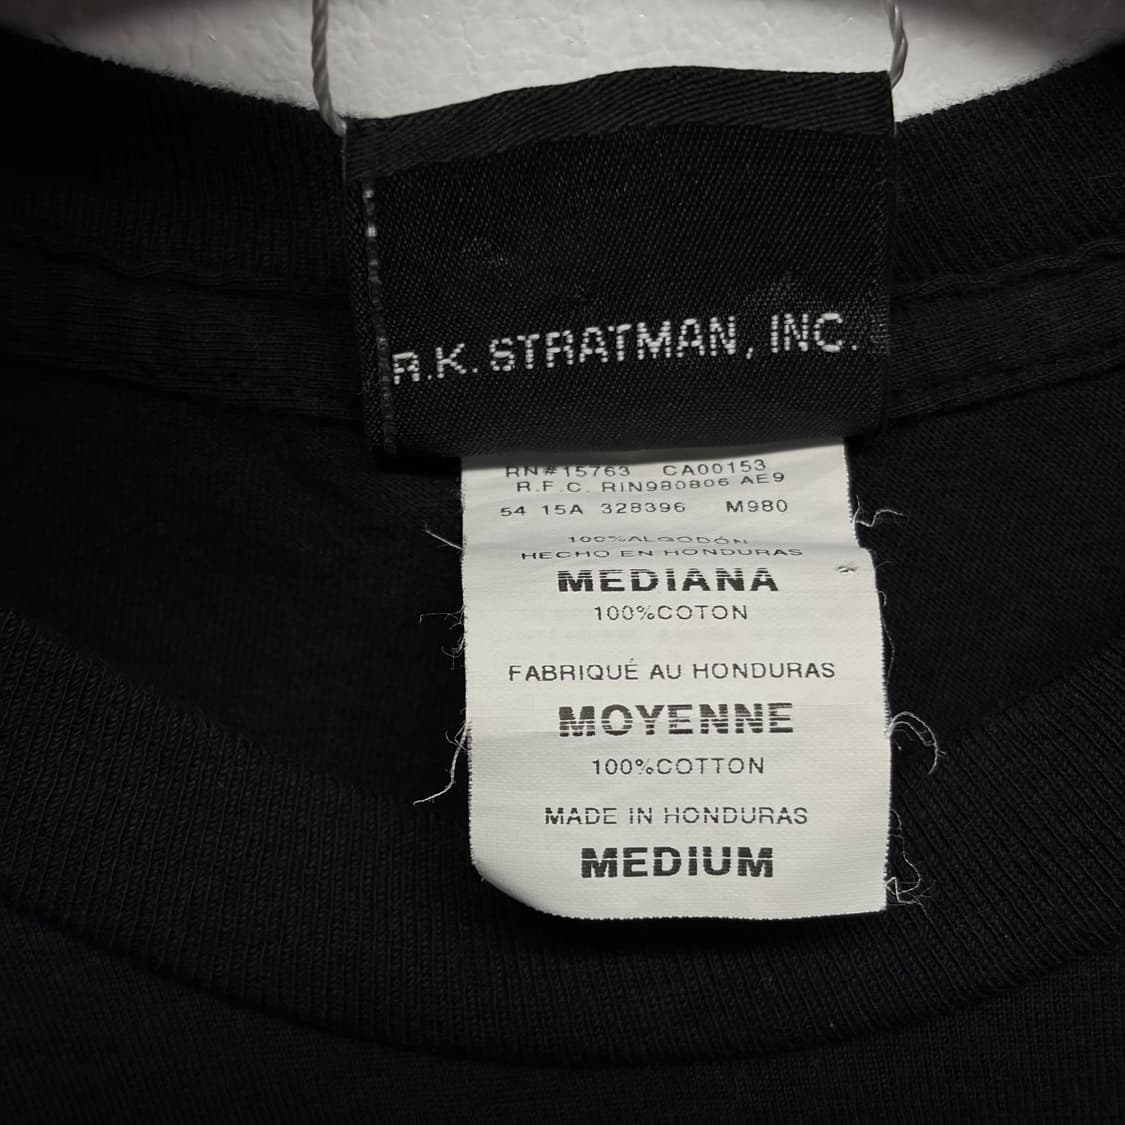 R.K. STRATMAN, INC.
RN#15763 CA00153
R.F.C. RIN980806 AE9
54 15A 328396 M980
100%ALGODÓN
HECHO EN HONDURAS
MEDIANA
100%COTON
FABRIQUÉ AU HONDURAS
MOYENNE
100%COTTON
MADE IN HONDURAS
MEDIUM